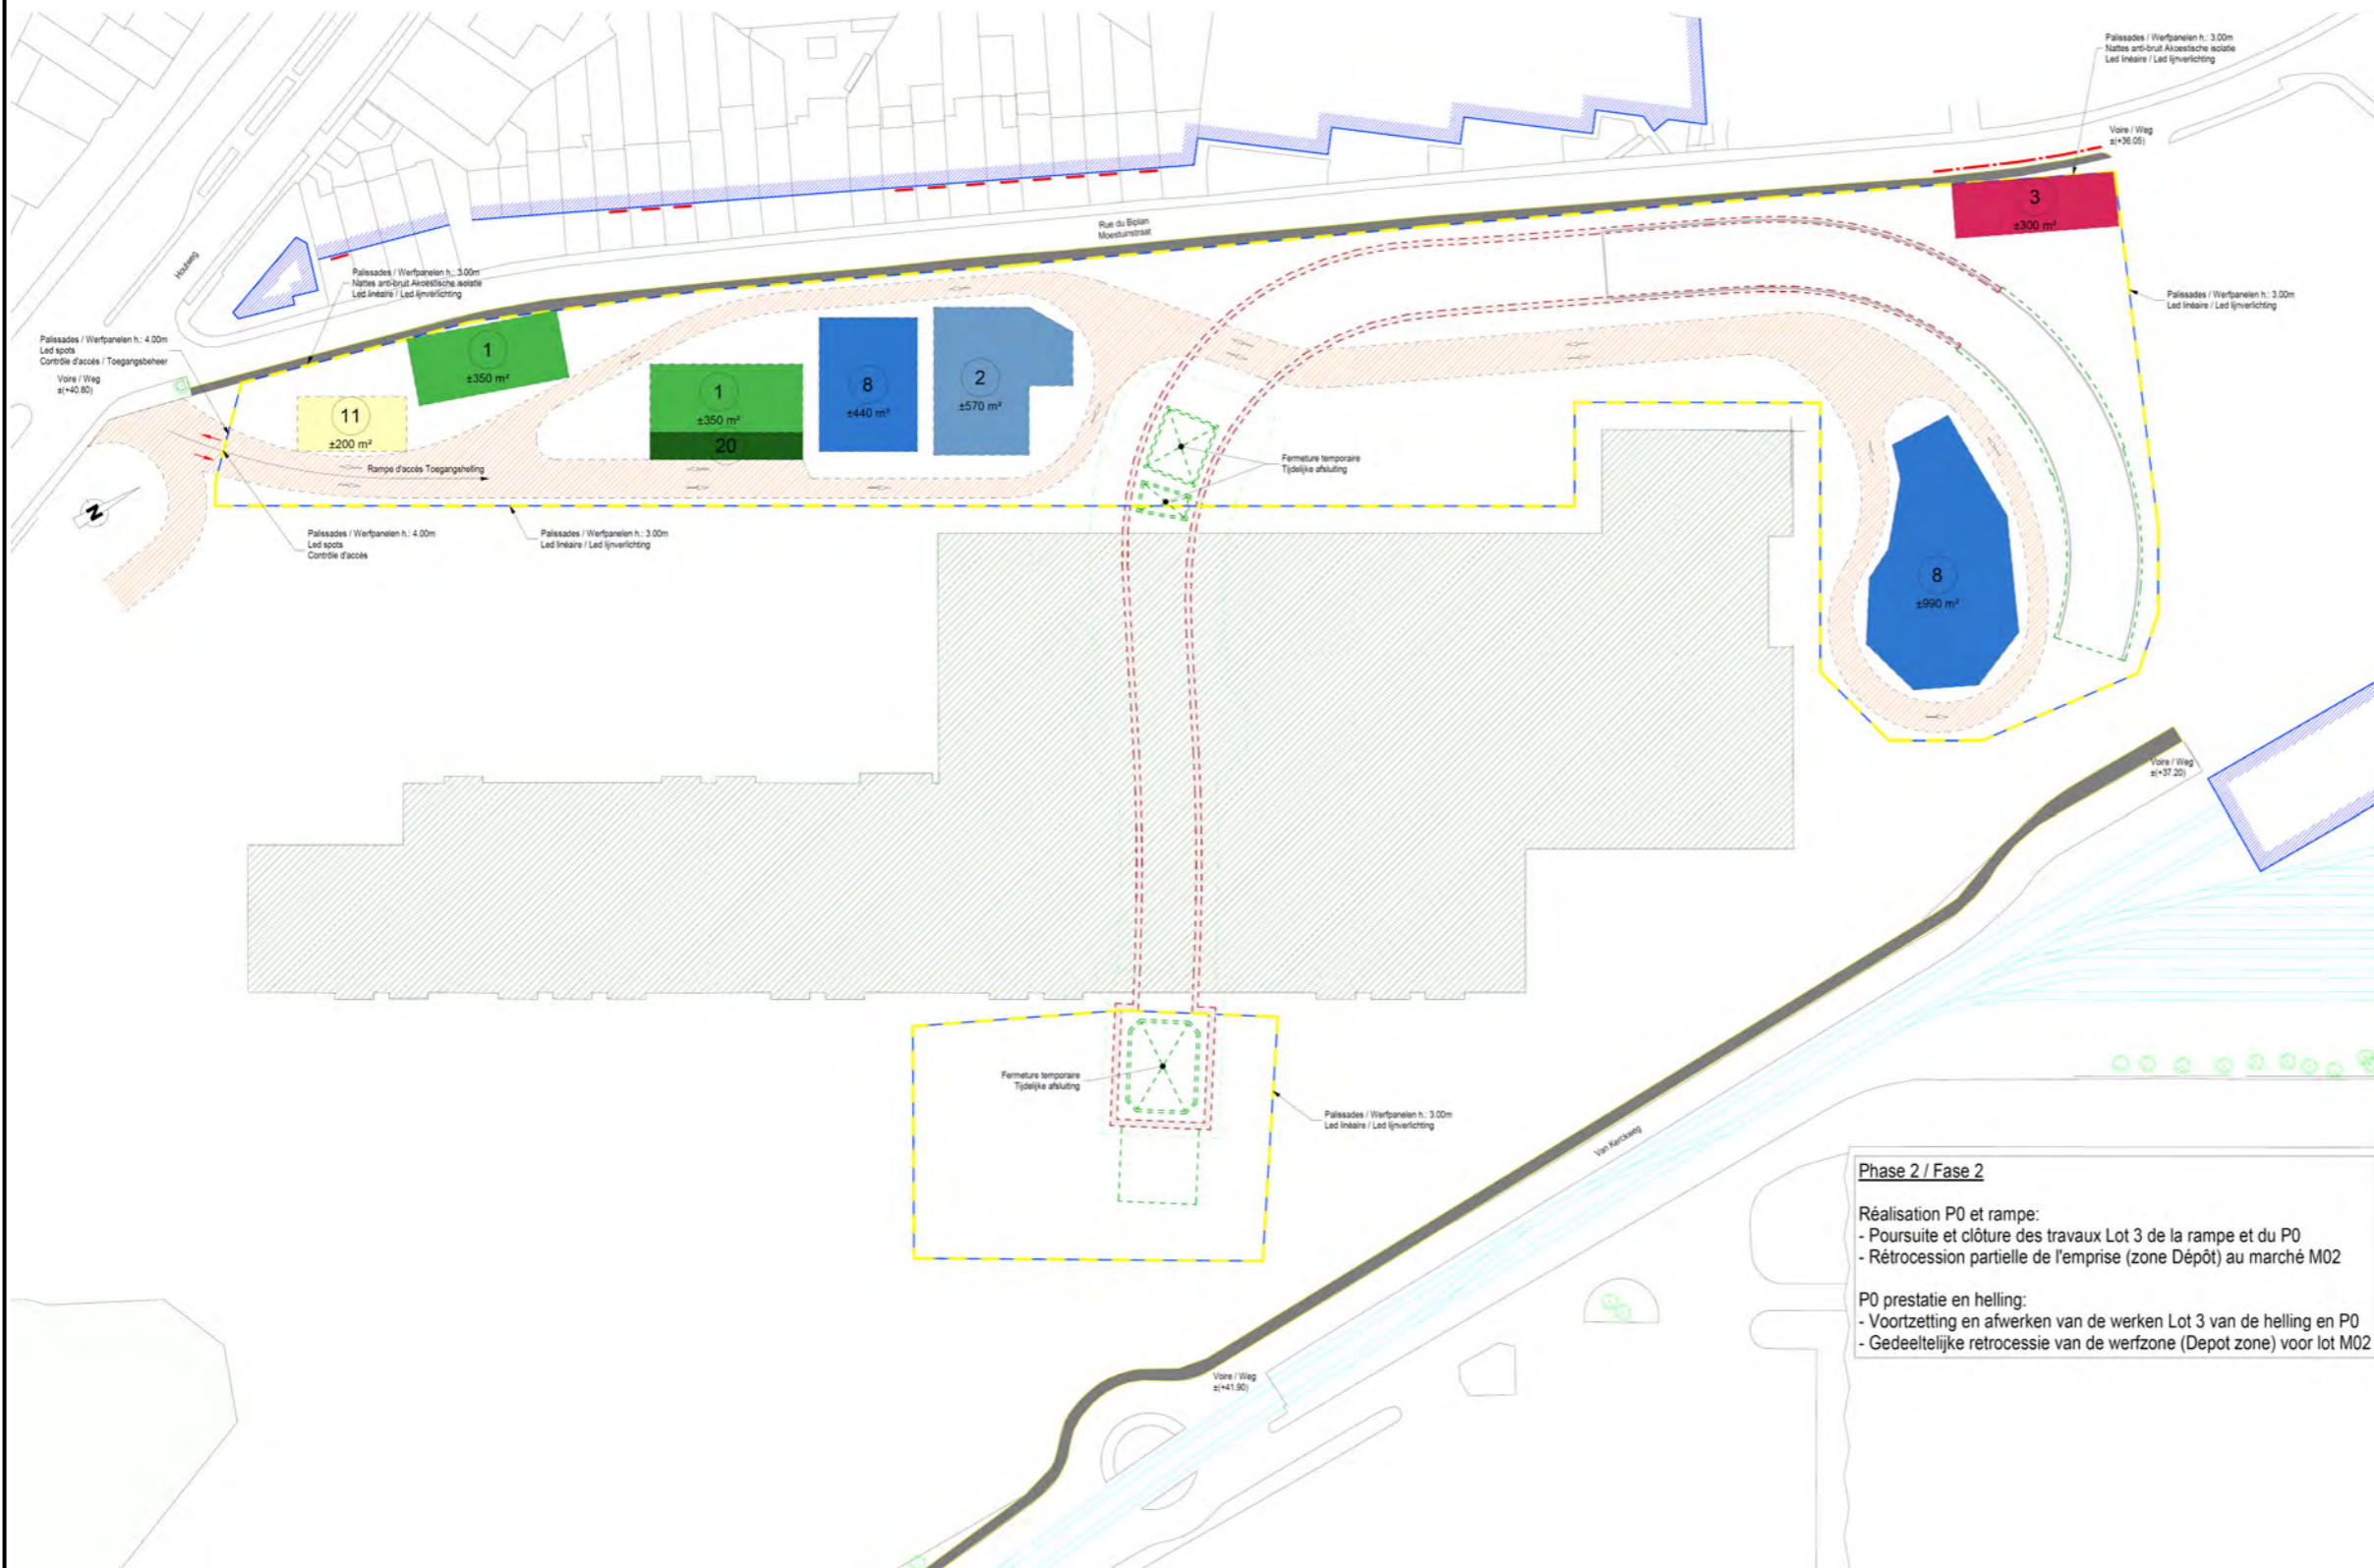 Palissades / Werfpanelen h.: 3.00m
Nattes anti-bruit Akoestische isolatie
Led linéaire / Led lijnverlichting
Voire / Weg
±(+36.05)
3
±300 m²
Rue du Biplan
Moestuinstraat
Houtweg
Palissades / Werfpanelen h.: 3.00m
Nattes anti-bruit Akoestische isolatie
Led linéaire / Led lijnverlichting
Palissades / Werfpanelen h.: 3.00m
Led linéaire / Led lijnverlichting
Palissades / Werfpanelen h.: 4.00m
Led spots
Contrôle d'accès / Toegangsbeheer
Voire / Weg
±(+40.80)
1
±350 m²
11
±200 m²
1
±350 m²
20
8
±440 m²
2
±570 m²
Rampe d'accès Toegangshelling
Fermeture temporaire
Tijdelijke afsluiting
N
Palissades / Werfpanelen h.: 4.00m
Led spots
Contrôle d'accès
Palissades / Werfpanelen h.: 3.00m
Led linéaire / Led lijnverlichting
8
±990 m²
Voire / Weg
±(+37.20)
Fermeture temporaire
Tijdelijke afsluiting
Palissades / Werfpanelen h.: 3.00m
Led linéaire / Led lijnverlichting
Van Kerckweg
Voire / Weg
±(+41.90)
Phase 2 / Fase 2
Réalisation P0 et rampe:
- Poursuite et clôture des travaux Lot 3 de la rampe et du P0
- Rétrocession partielle de l'emprise (zone Dépôt) au marché M02
P0 prestatie en helling:
- Voortzetting en afwerken van de werken Lot 3 van de helling en P0
- Gedeeltelijke retrocessie van de werfzone (Depot zone) voor lot M02